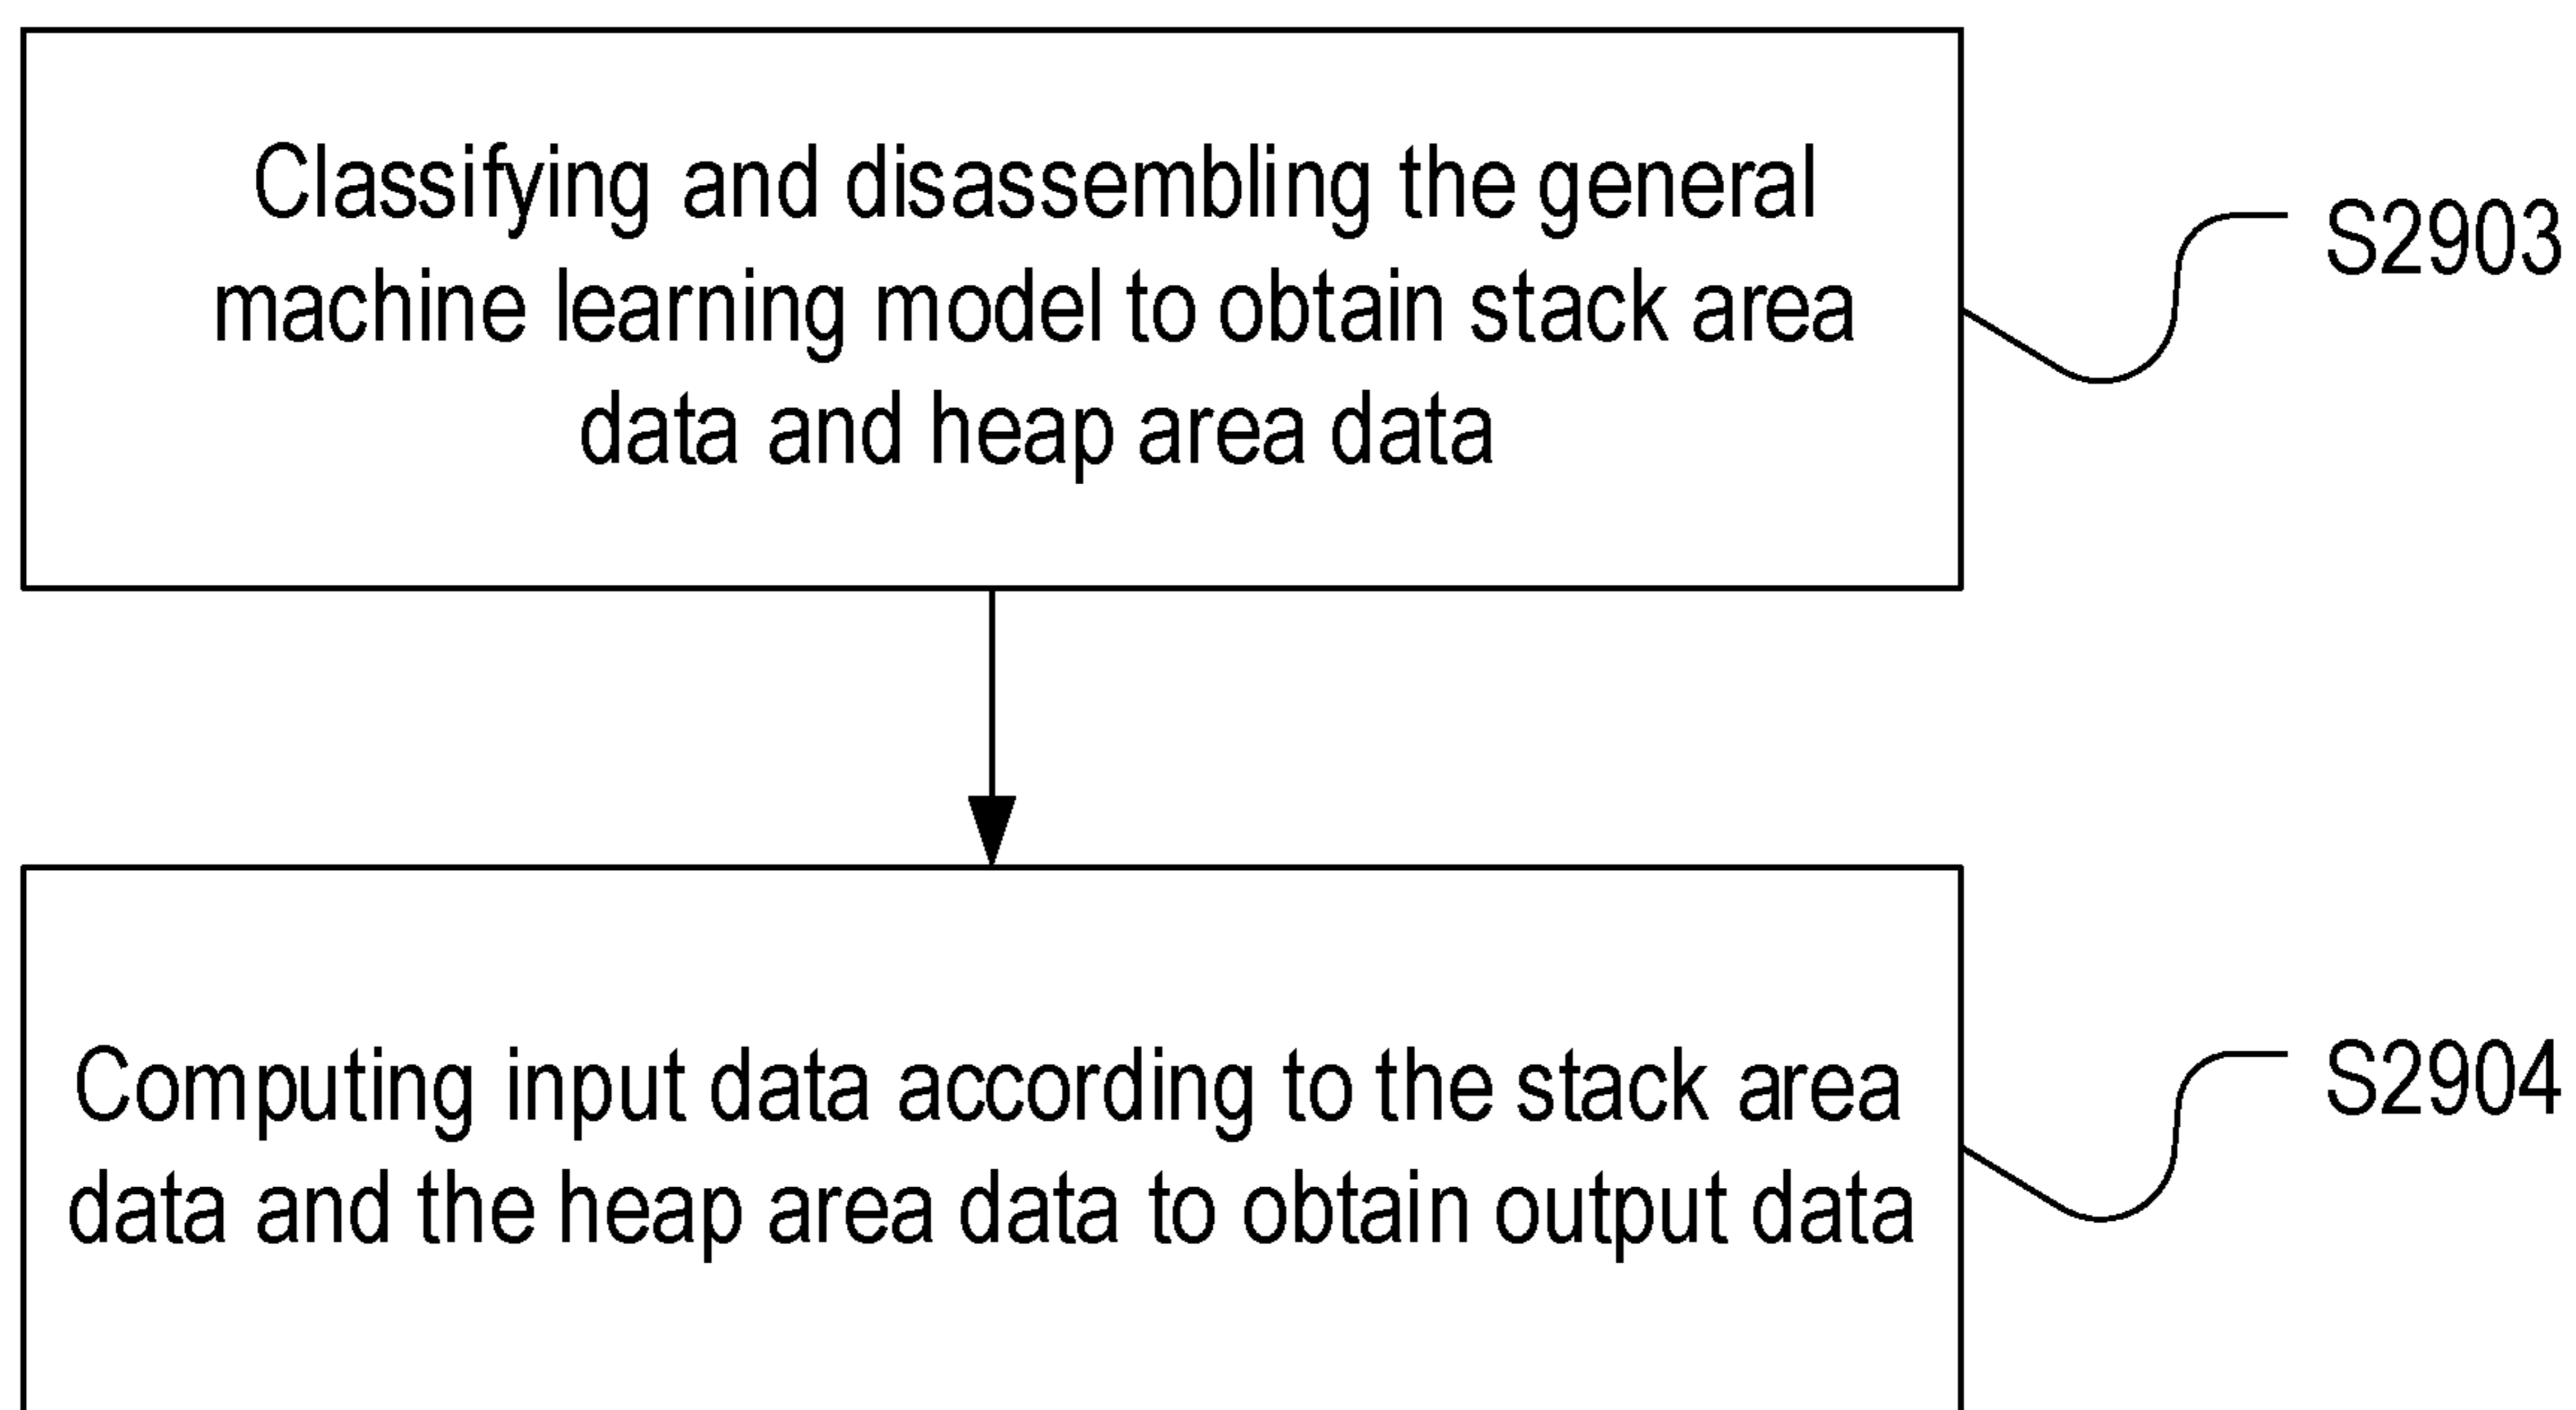 Classifying and disassembling the general
machine learning model to obtain stack area
data and heap area data
S2903
Computing input data according to the stack area
data and the heap area data to obtain output data
S2904